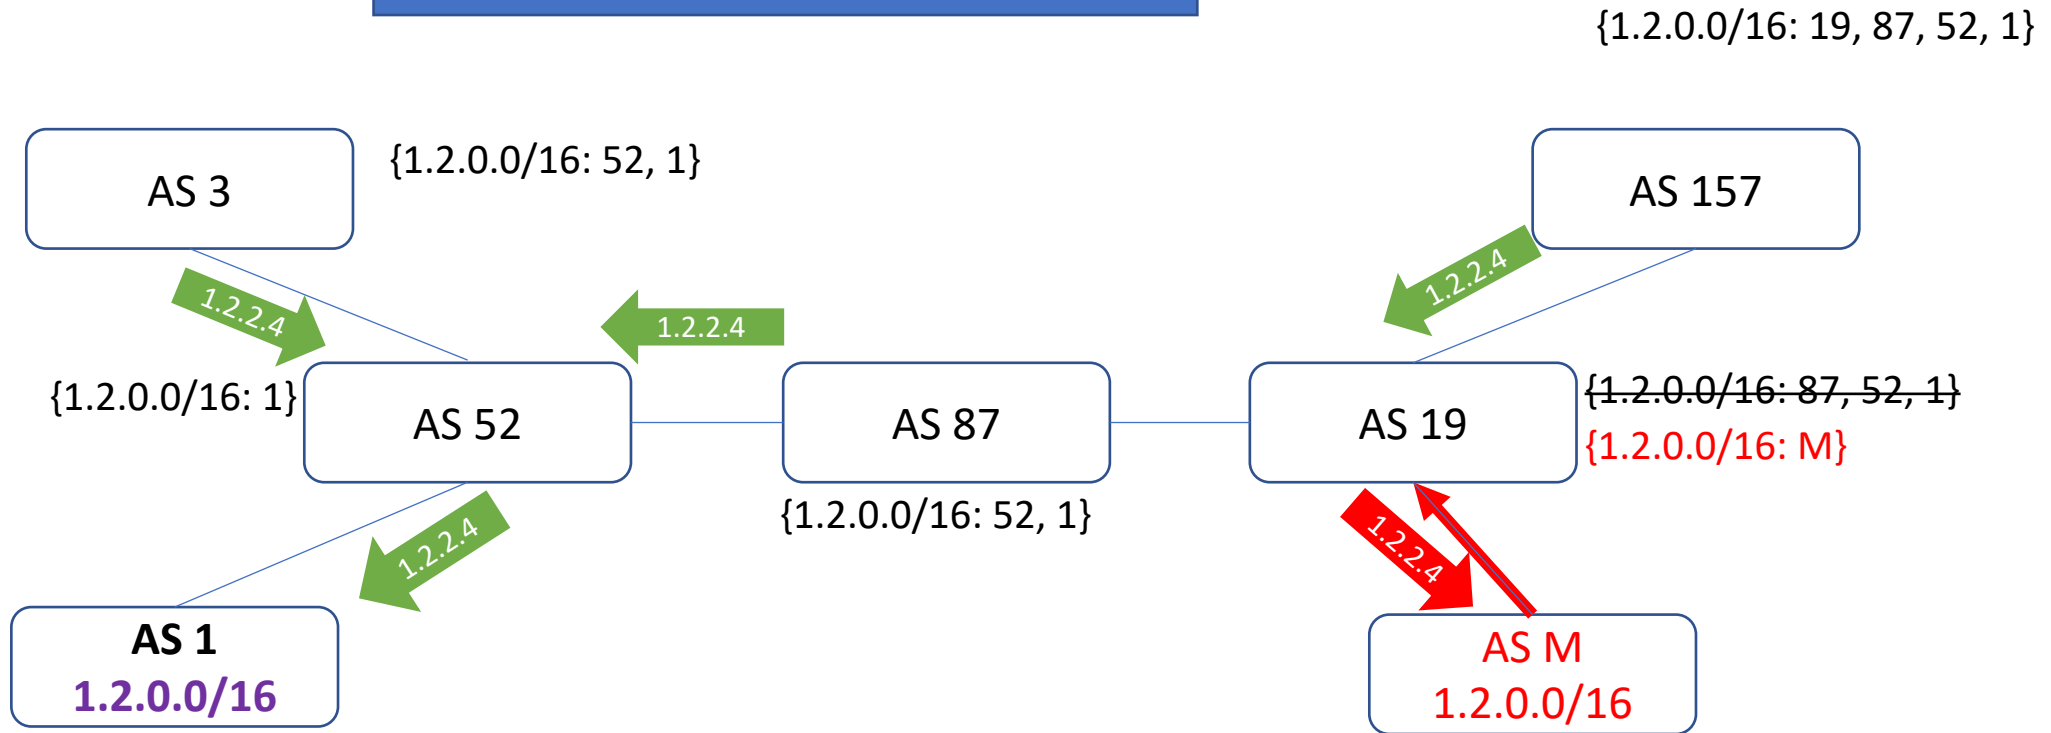 {1.2.0.0/16: 19, 87, 52, 1}
AS 3
{1.2.0.0/16: 52, 1}
AS 157
1.2.2.4
1.2.2.4
1.2.2.4
{1.2.0.0/16: 1}
AS 52
AS 87
AS 19
{1.2.0.0/16: 87, 52, 1}
{1.2.0.0/16: M}
{1.2.0.0/16: 52, 1}
1.2.2.4
1.2.2.4
AS 1
1.2.0.0/16
AS M
1.2.0.0/16